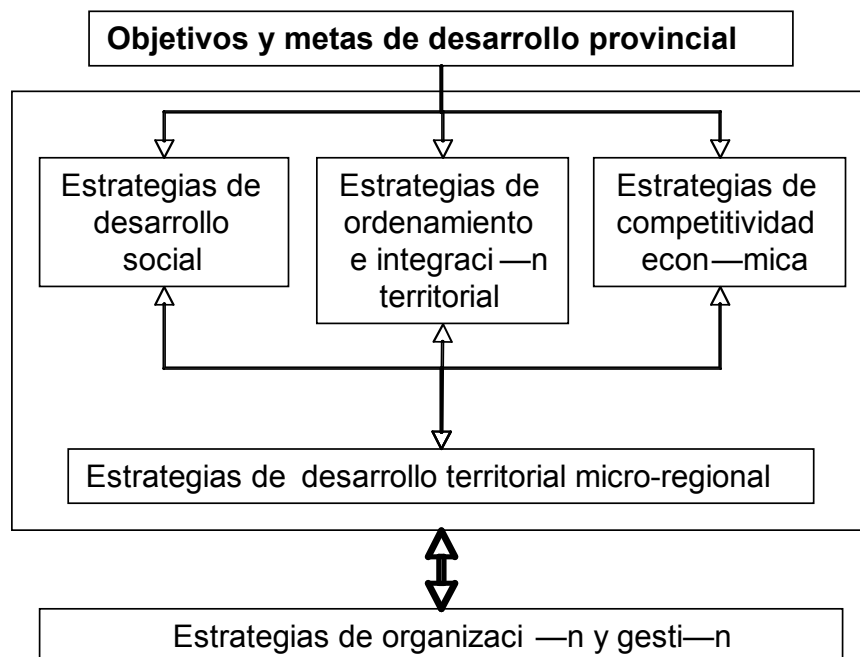 Objetivos y metas de desarrollo provincial
Estrategias de
desarrollo
social
Estrategias de
ordenamiento
e integraci —n
territorial
Estrategias de
competitividad
econ—mica
Estrategias de desarrollo territorial micro-regional
Estrategias de organizaci —n y gesti—n